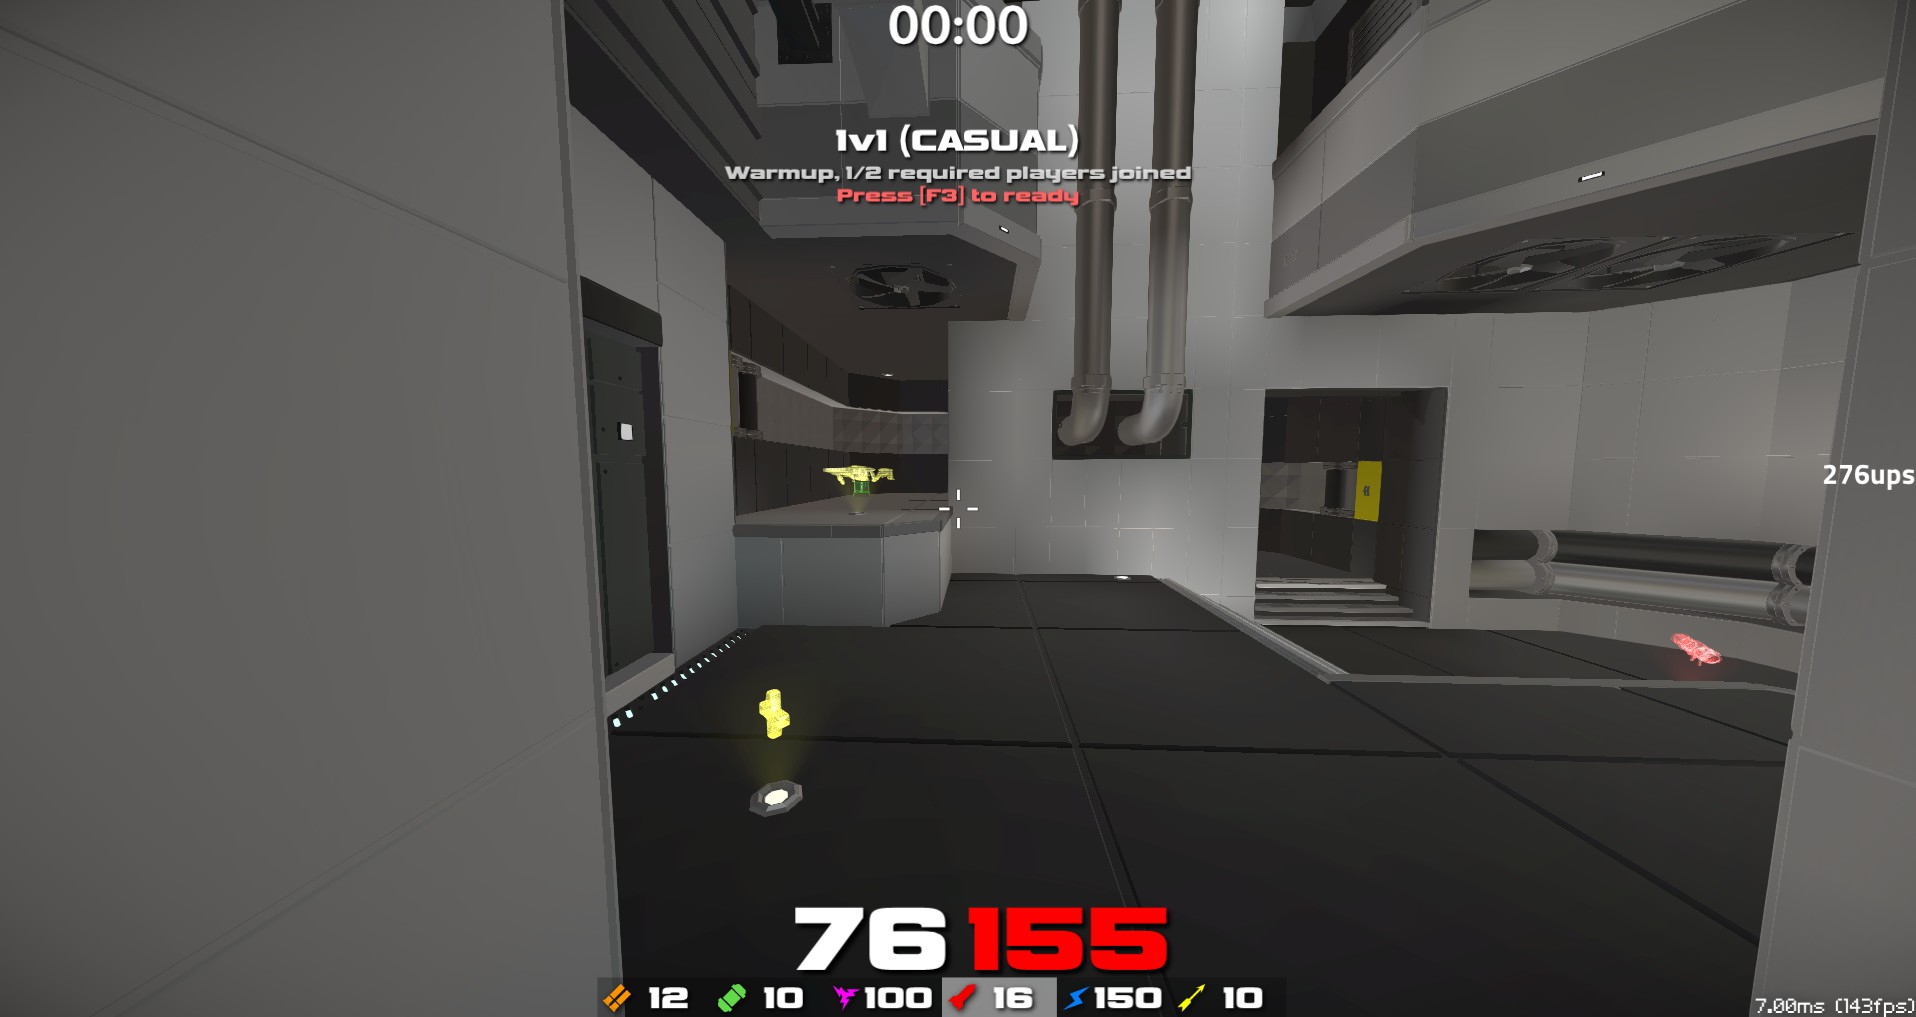 00:00
1v1 (CASUAL)
Warmup, 1/2 required players joined
Press [F3] to ready
276ups
76 155
12 10 100 16 150 10
7.00ms (143fps)